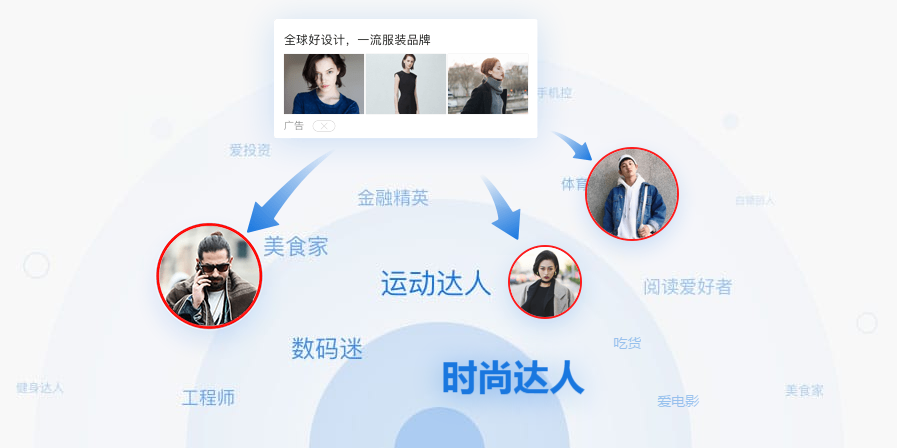 全球好设计，一流服装品牌
广告
手机控
爱投资
体育
金融精英
白领丽人
美食家
运动达人
阅读爱好者
数码迷
吃货
时尚达人
健身达人
工程师
爱电影
美食家